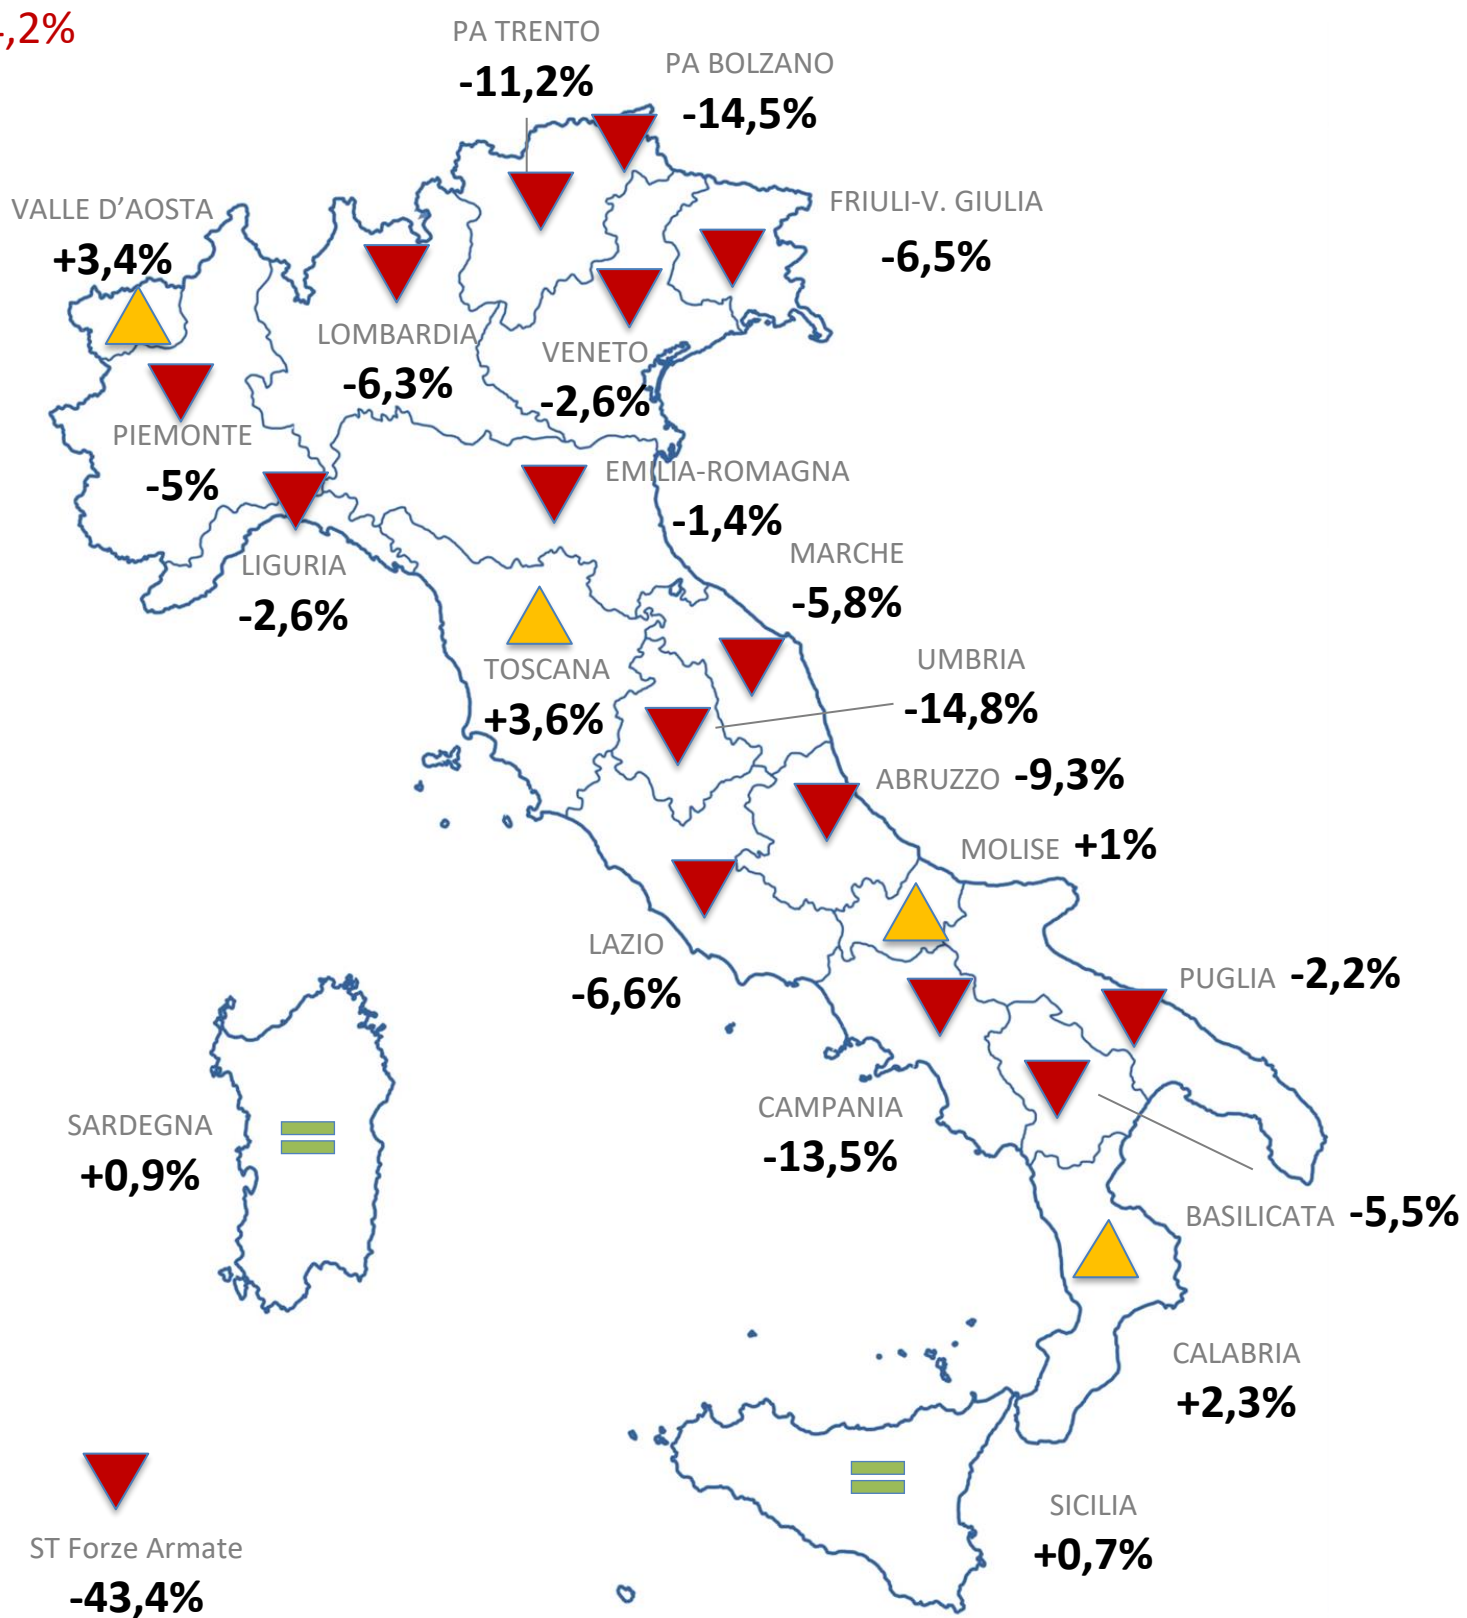 ,2%
PA TRENTO
-11,2%
PA BOLZANO
-14,5%
VALLE D’AOSTA
+3,4%
FRIULI-V. GIULIA
-6,5%
LOMBARDIA
-6,3%
VENETO
-2,6%
PIEMONTE
-5%
EMILIA-ROMAGNA
-1,4%
LIGURIA
-2,6%
MARCHE
-5,8%
TOSCANA
+3,6%
UMBRIA
-14,8%
ABRUZZO -9,3%
MOLISE +1%
LAZIO
-6,6%
PUGLIA -2,2%
CAMPANIA
-13,5%
SARDEGNA
+0,9%
BASILICATA -5,5%
CALABRIA
+2,3%
SICILIA
+0,7%
ST Forze Armate
-43,4%